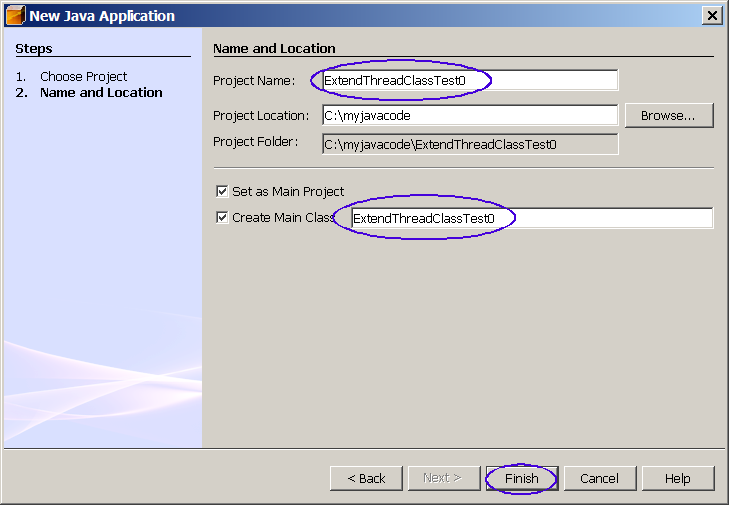 New Java Application
Steps
1. Choose Project
2. Name and Location
Name and Location
Project Name: ExtendThreadClassTest0
Project Location: C:\myjavacode Browse...
Project Folder: C:\myjavacode\ExtendThreadClassTest0
Set as Main Project
Create Main Class ExtendThreadClassTest0
< Back Next > Finish Cancel Help